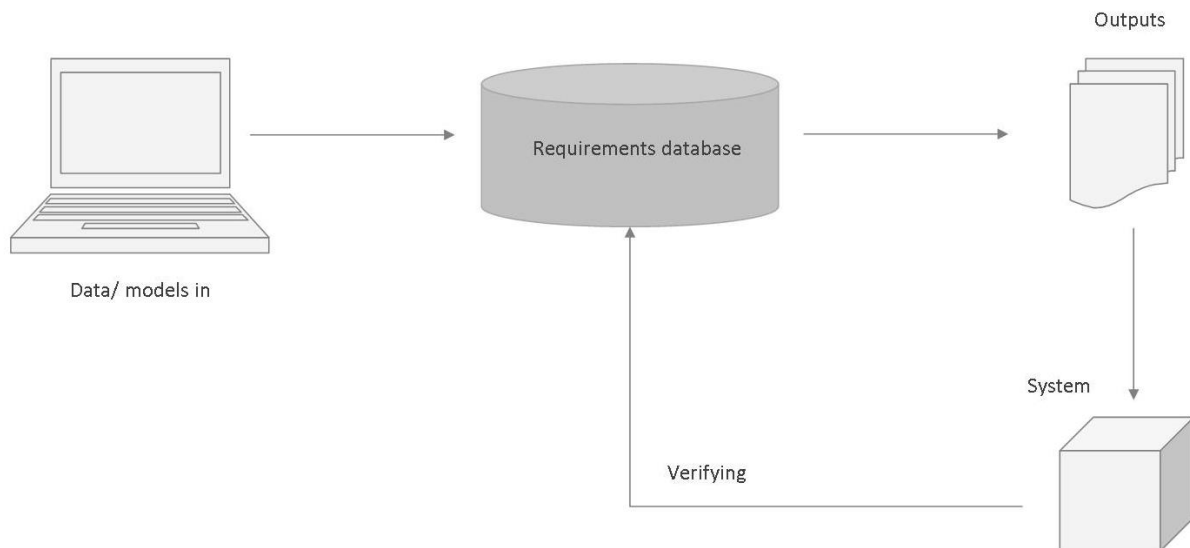 Outputs
Requirements database
Data/ models in
System
Verifying